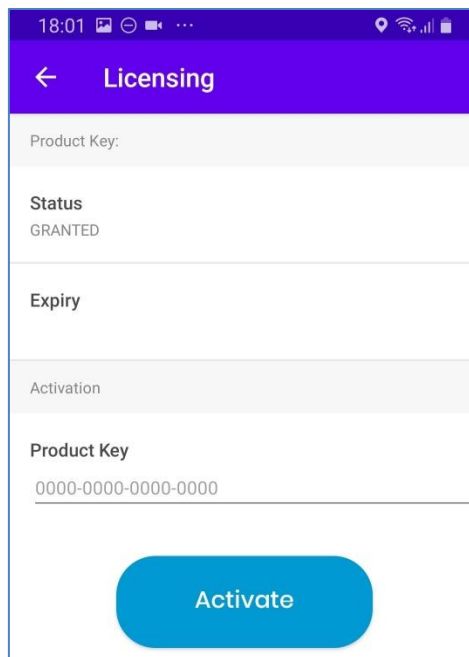 18:01
Licensing
Product Key:
Status
GRANTED
Expiry
Activation
Product Key
0000-0000-0000-0000
Activate